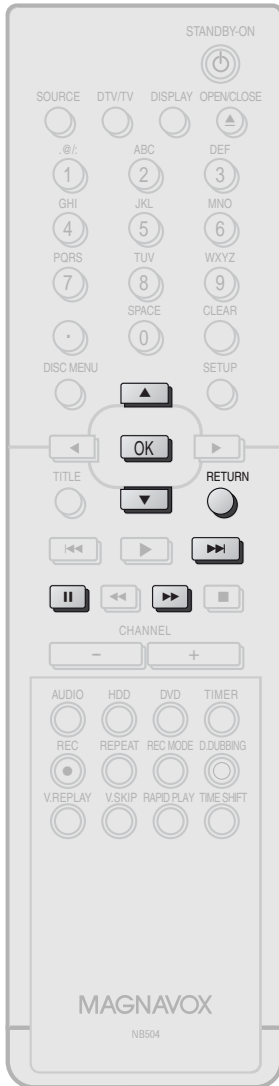 STANDBY-ON
SOURCE DTV/TV DISPLAY OPEN/CLOSE
.@/: ABC DEF
1 2 3
GHI JKL MNO
4 5 6
PQRS TUV WXYZ
7 8 9
SPACE CLEAR
. 0
DISC MENU SETUP
OK
TITLE RETURN
CHANNEL
– +
AUDIO HDD DVD TIMER
REC REPEAT REC MODE D.DUBBING
V.REPLAY V.SKIP RAPID PLAY TIME SHIFT
MAGNAVOX
NB504